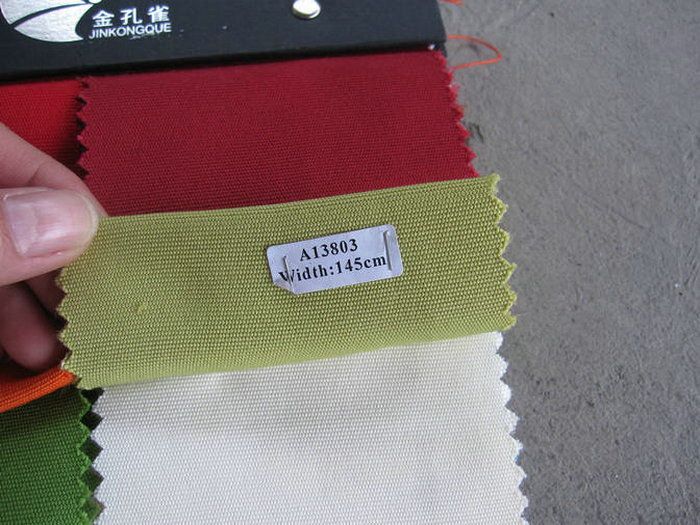 金孔雀
JINKONGQUE
A13803
Width:145cm